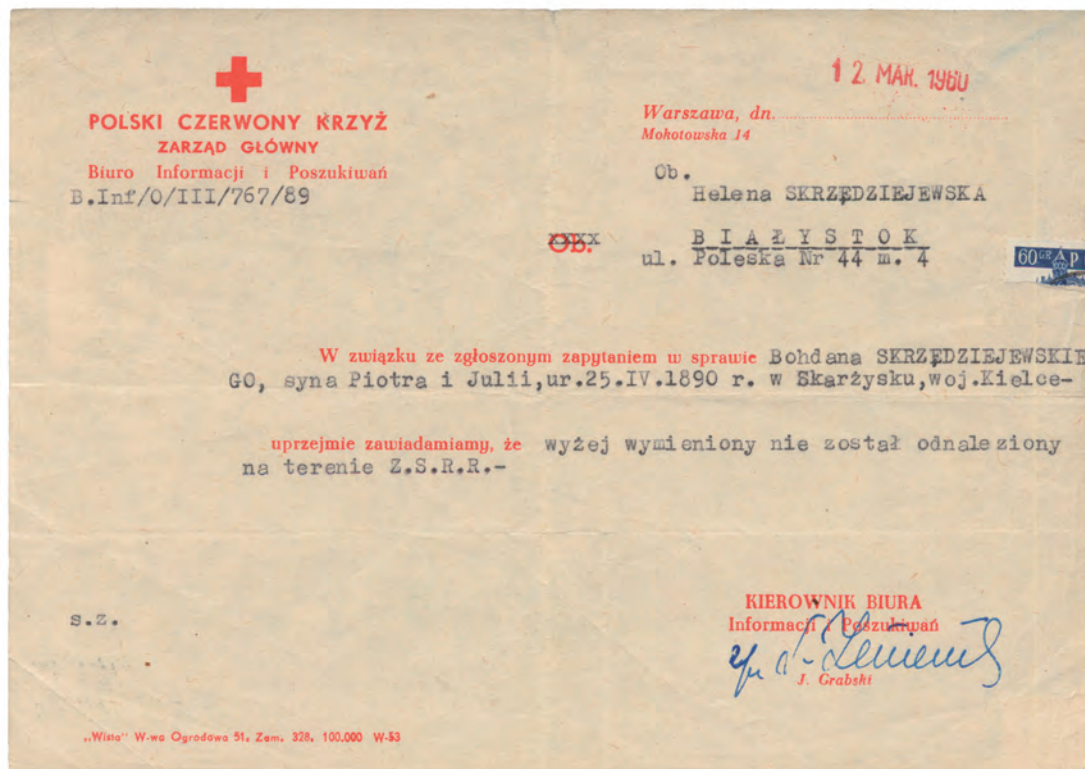 POLSKI CZERWONY KRZYŻ
ZARZĄD GŁÓWNY
Biuro Informacji i Poszukiwań
B.Inf/O/III/767/89
12. MAR. 1960
Warszawa, dn.
Mokotowska 14
Ob.
Helena SKRZĘDZIEJEWSKA
xxxx Ob.
BIAŁYSTOK
ul. Poleska Nr 44 m. 4
60 GR A P
W związku ze zgłoszonym zapytaniem w sprawie Bohdana SKRZĘDZIEJEWSKIE
GO, syna Piotra i Julii,ur.25.IV.1890 r. w Skarżysku,woj.Kielce-
uprzejmie zawiadamiamy, że wyżej wymieniony nie został odnaleziony
na terenie Z.S.R.R.-
s.z.
KIEROWNIK BIURA
Informacji i Poszukiwań
J. Grabski
„Wisła" W-wa Ogrodowa 51. Zam. 328. 100.000 W-53